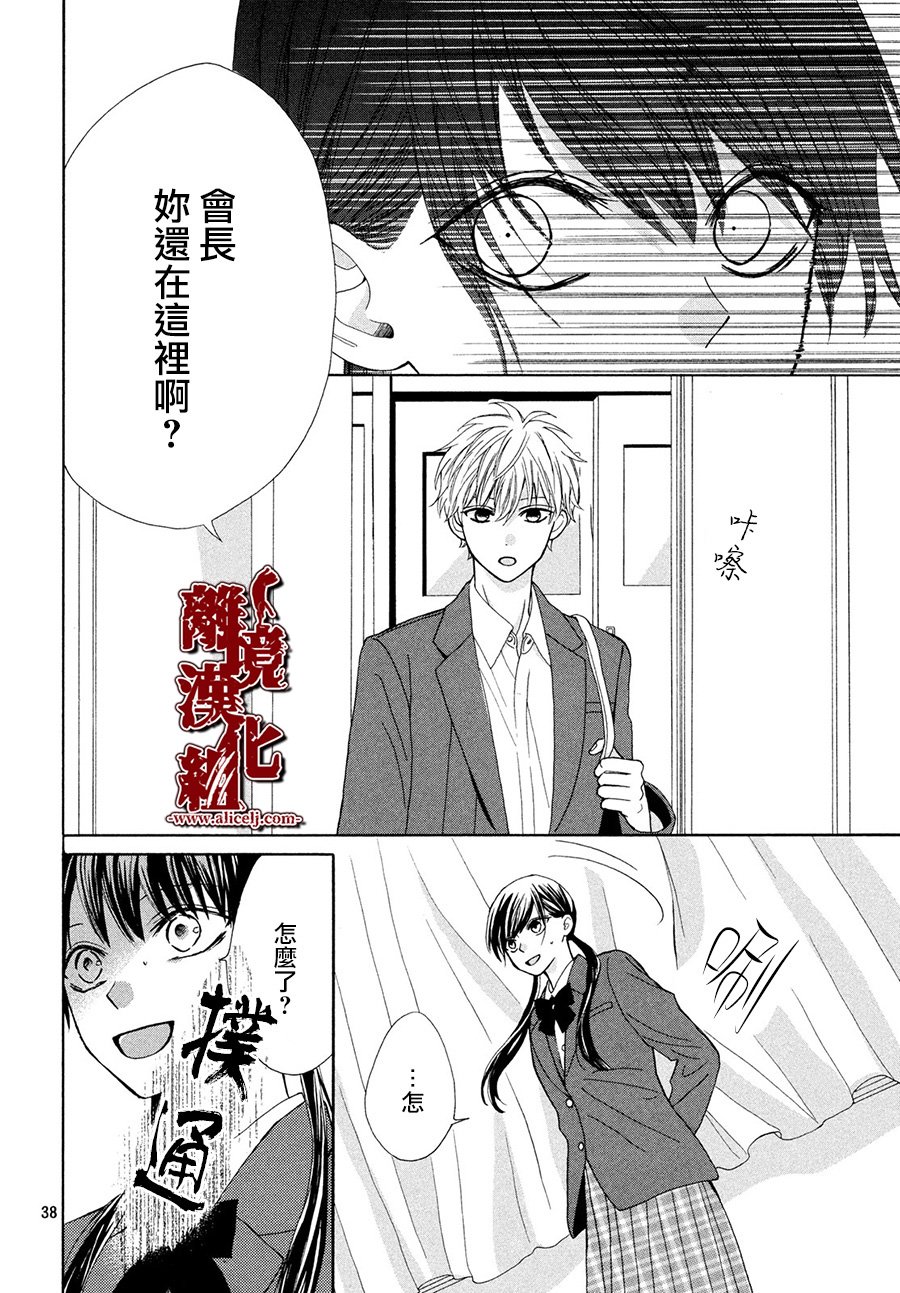 會長
妳還在這裡啊?
咔嚓
離境
漢化
組
-www.alicelj.com-
唰
…怎
怎麼了?
撲通
38